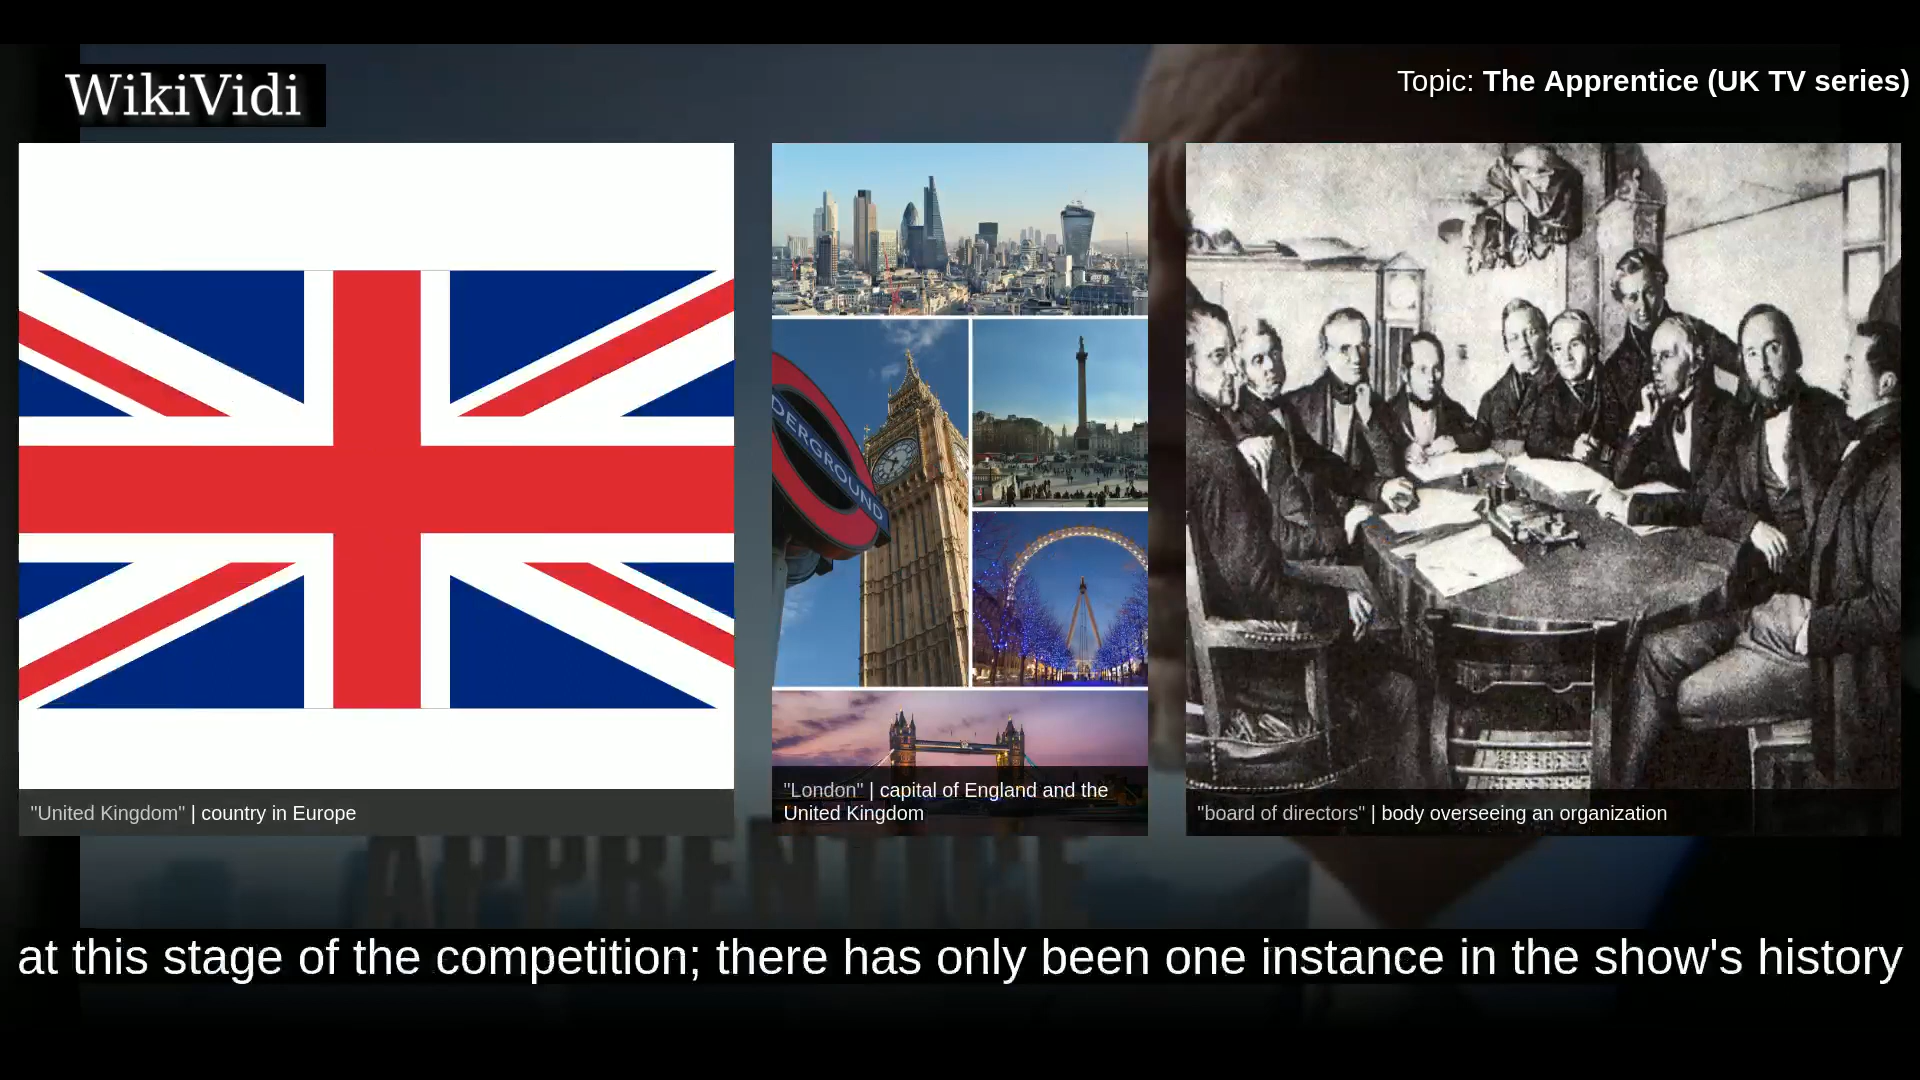 WikiVidi
Topic: The Apprentice (UK TV series)
DERGROUND
"United Kingdom" | country in Europe
"London" | capital of England and the
United Kingdom
"board of directors" | body overseeing an organization
APPRENTICE
at this stage of the competition; there has only been one instance in the show's history